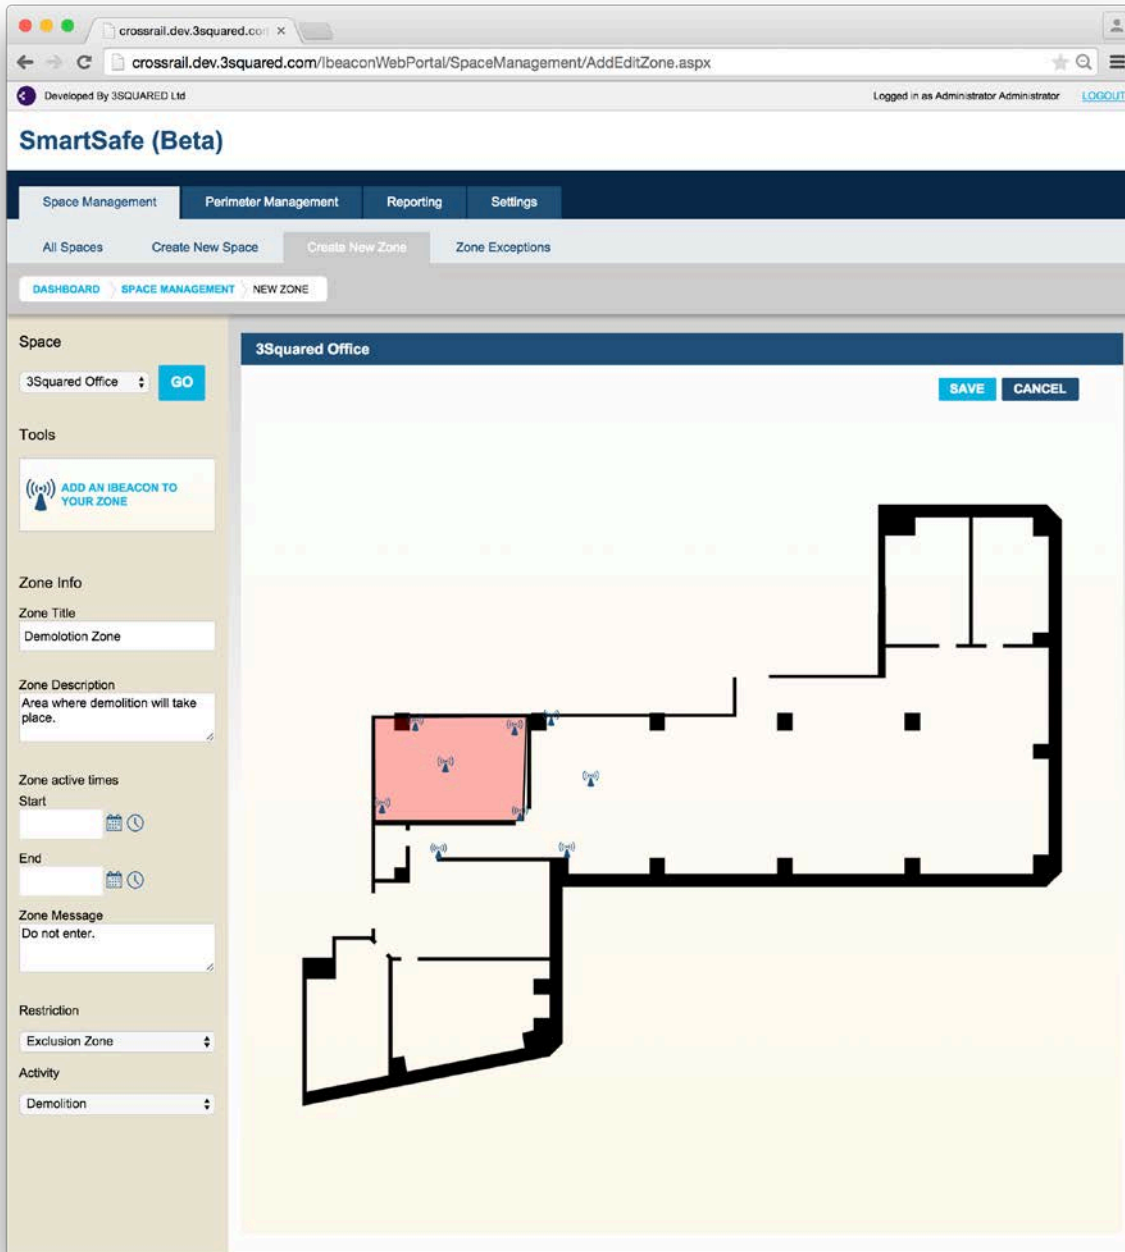 crossrail.dev.3squared.con ×
crossrail.dev.3squared.com/IbeaconWebPortal/SpaceManagement/AddEditZone.aspx
Developed By 3SQUARED Ltd Logged in as Administrator Administrator LOGOUT
SmartSafe (Beta)
Space Management Perimeter Management Reporting Settings
All Spaces Create New Space Create New Zone Zone Exceptions
DASHBOARD SPACE MANAGEMENT NEW ZONE
Space
3Squared Office
3Squared Office GO
SAVE CANCEL
Tools
ADD AN IBEACON TO
YOUR ZONE
Zone Info
Zone Title
Demolotion Zone
Zone Description
Area where demolition will take
place.
Zone active times
Start
End
Zone Message
Do not enter.
Restriction
Exclusion Zone
Activity
Demolition